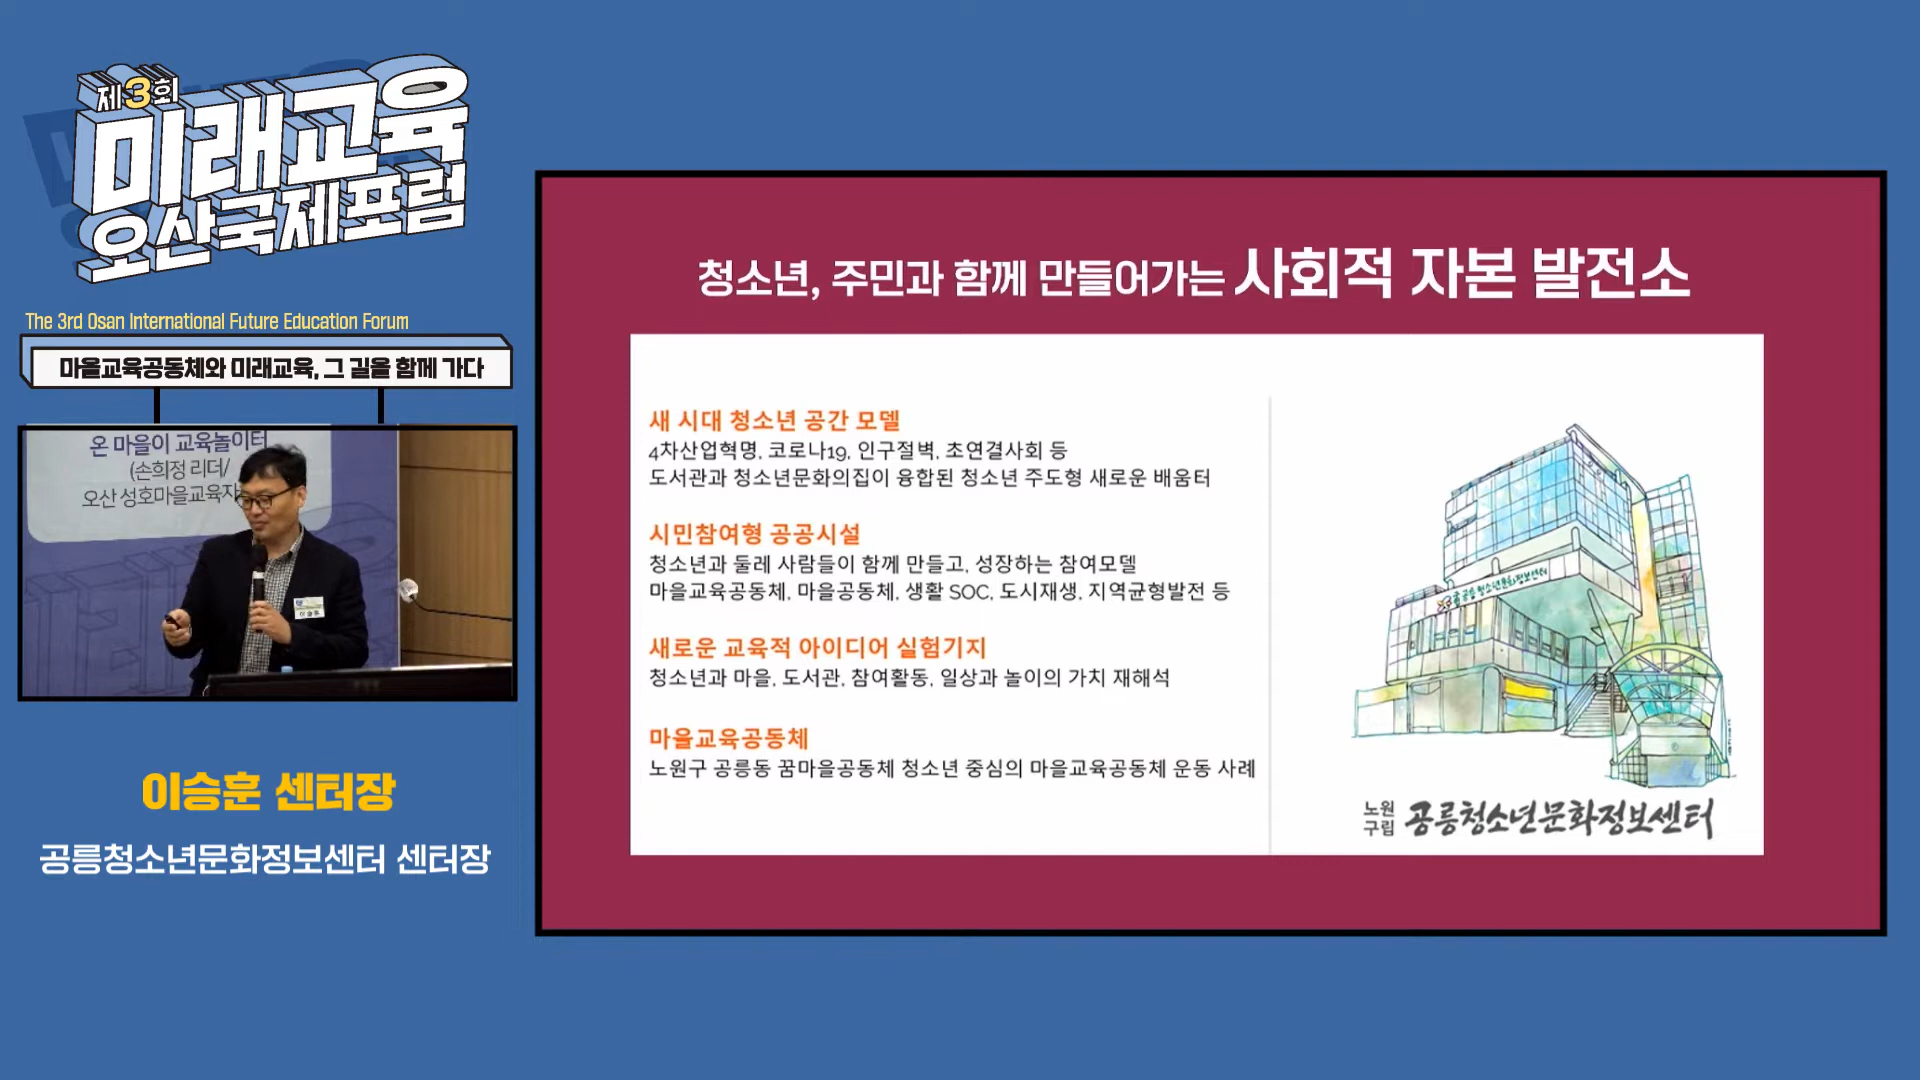 제3회
미래교육
오산국제포럼
The 3rd Osan International Future Education Forum
마을교육공동체와 미래교육, 그 길을 함께 가다
온 마을이 교육놀이터
(손희정 리더/
오산 성호마을교육자
이승훈
이승훈 센터장
공릉청소년문화정보센터 센터장
청소년, 주민과 함께 만들어가는 사회적 자본 발전소
새 시대 청소년 공간 모델
4차산업혁명, 코로나19, 인구절벽, 초연결사회 등
도서관과 청소년문화의집이 융합된 청소년 주도형 새로운 배움터
시민참여형 공공시설
청소년과 둘레 사람들이 함께 만들고, 성장하는 참여모델
마을교육공동체, 마을공동체, 생활 SOC, 도시재생, 지역균형발전 등
새로운 교육적 아이디어 실험기지
청소년과 마을, 도서관, 참여활동, 일상과 놀이의 가치 재해석
마을교육공동체
노원구 공릉동 꿈마을공동체 청소년 중심의 마을교육공동체 운동 사례
공릉청소년문화정보센터
노원
구립 공릉청소년문화정보센터